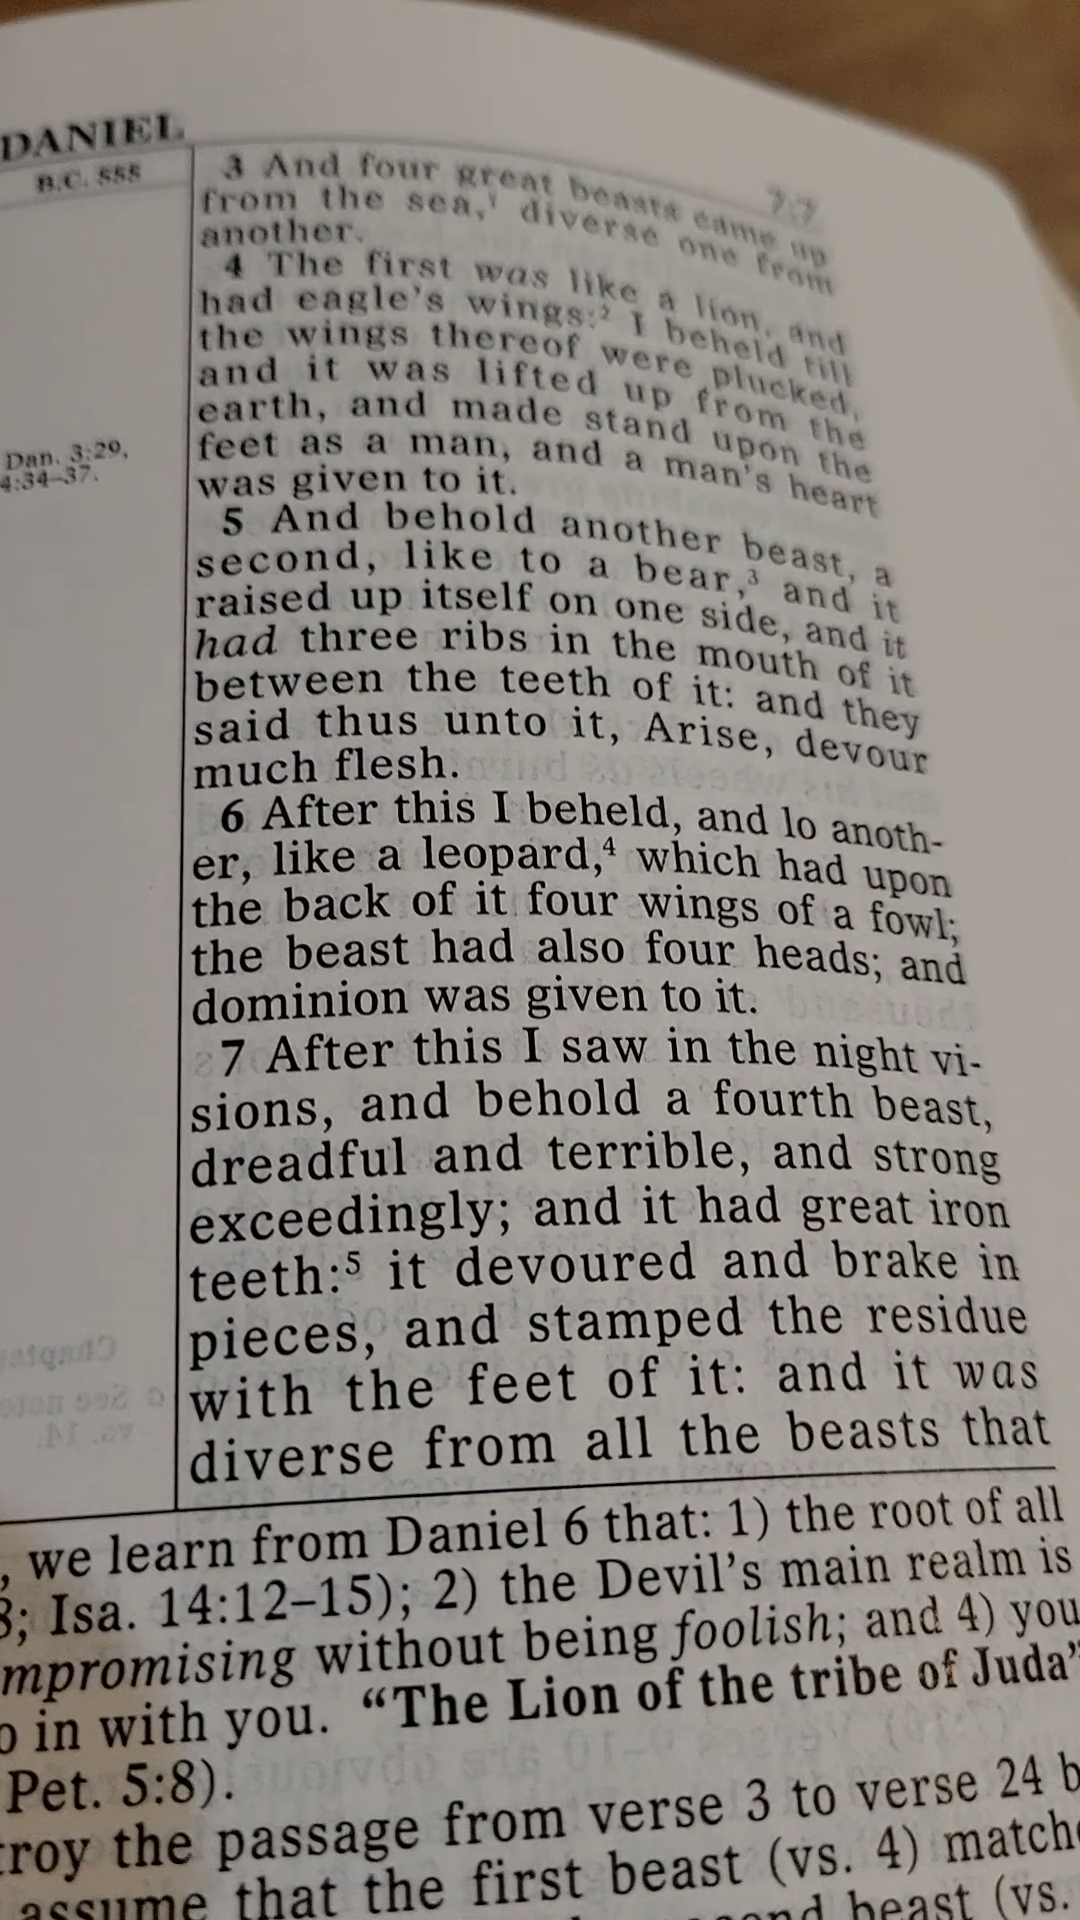 DANIEL
7:7
B.C. 555
3 And four great beasts came up
from the sea,¹ diverse one from
another.
4 The first was like a lion, and
had eagle's wings:² I beheld till
the wings thereof were plucked,
and it was lifted up from the
earth, and made stand upon the
feet as a man, and a man's heart
was given to it.
Dan. 3:29,
4:34–37.
5 And behold another beast, a
second, like to a bear,³ and it
raised up itself on one side, and it
had three ribs in the mouth of it
between the teeth of it: and they
said thus unto it, Arise, devour
much flesh.
6 After this I beheld, and lo anoth-
er, like a leopard,⁴ which had upon
the back of it four wings of a fowl;
the beast had also four heads; and
dominion was given to it.
7 After this I saw in the night vi-
sions, and behold a fourth beast,
dreadful and terrible, and strong
exceedingly; and it had great iron
teeth:⁵ it devoured and brake in
pieces, and stamped the residue
with the feet of it: and it was
diverse from all the beasts that
, we learn from Daniel 6 that: 1) the root of all
8; Isa. 14:12–15); 2) the Devil's main realm is
mpromising without being foolish; and 4) you
o in with you. “The Lion of the tribe of Juda”
Pet. 5:8).
troy the passage from verse 3 to verse 24 b
assume that the first beast (vs. 4) matche
ond beast (vs.